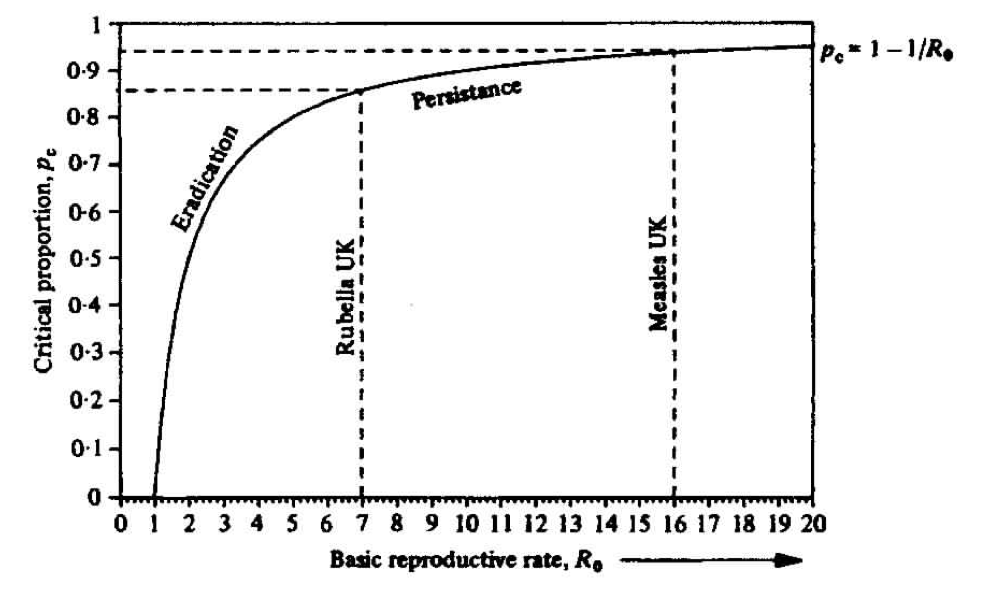 1
0·9
0·8
0·7
0·6
0·5
0·4
0·3
0·2
0·1
0
Critical proportion, pc
Eradication
Persistance
pc = 1 – 1/R0
Rubella UK
Measles UK
0 1 2 3 4 5 6 7 8 9 10 11 12 13 14 15 16 17 18 19 20
Basic reproductive rate, R0